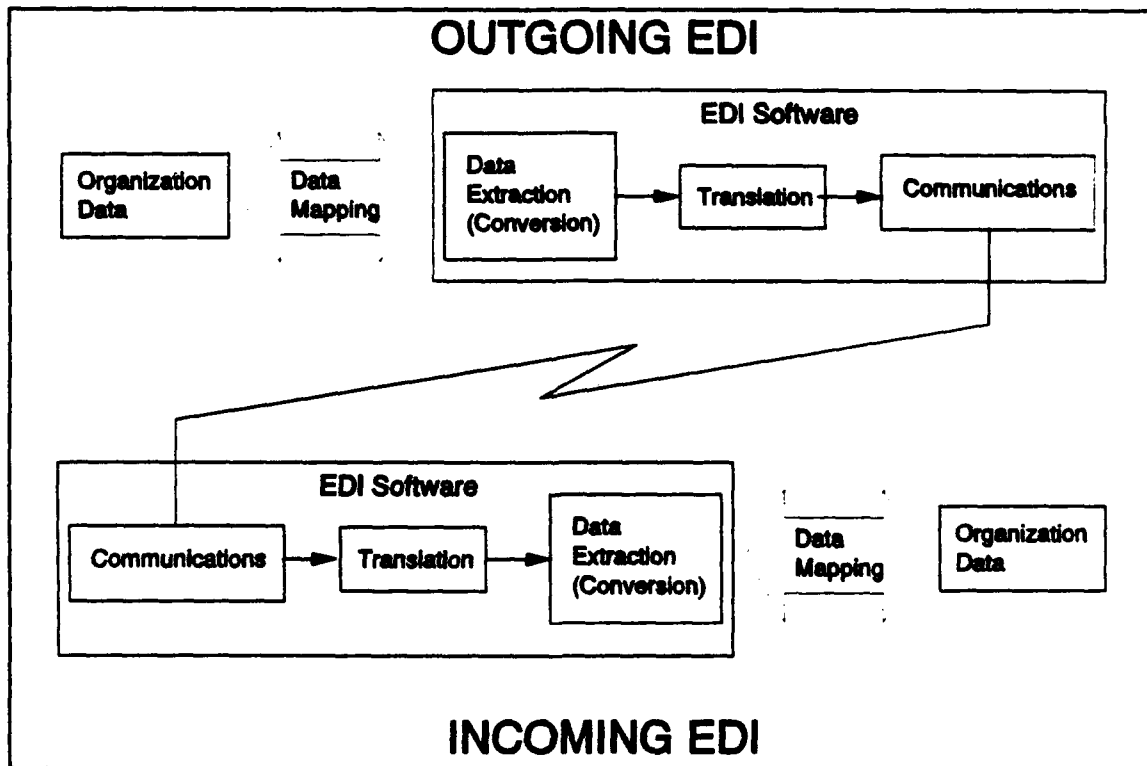 OUTGOING EDI
EDI Software
Organization
Data
Data
Mapping
Data
Extraction
(Conversion)
Translation
Communications
EDI Software
Communications
Translation
Data
Extraction
(Conversion)
Data
Mapping
Organization
Data
INCOMING EDI